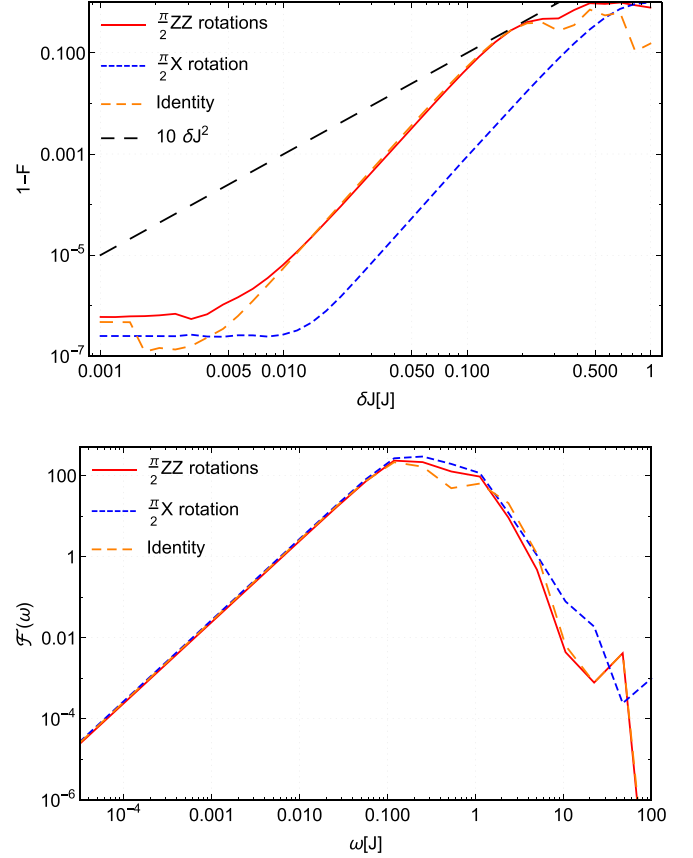 0.100
0.001
10^-5
10^-7
1-F
π/2 ZZ rotations
π/2 X rotation
Identity
10 δJ^2
0.001 0.005 0.010 0.050 0.100 0.500 1
δJ[J]
100
1
0.01
10^-4
10^-6
ℱ(ω)
π/2 ZZ rotations
π/2 X rotation
Identity
10^-4 0.001 0.010 0.100 1 10 100
ω[J]